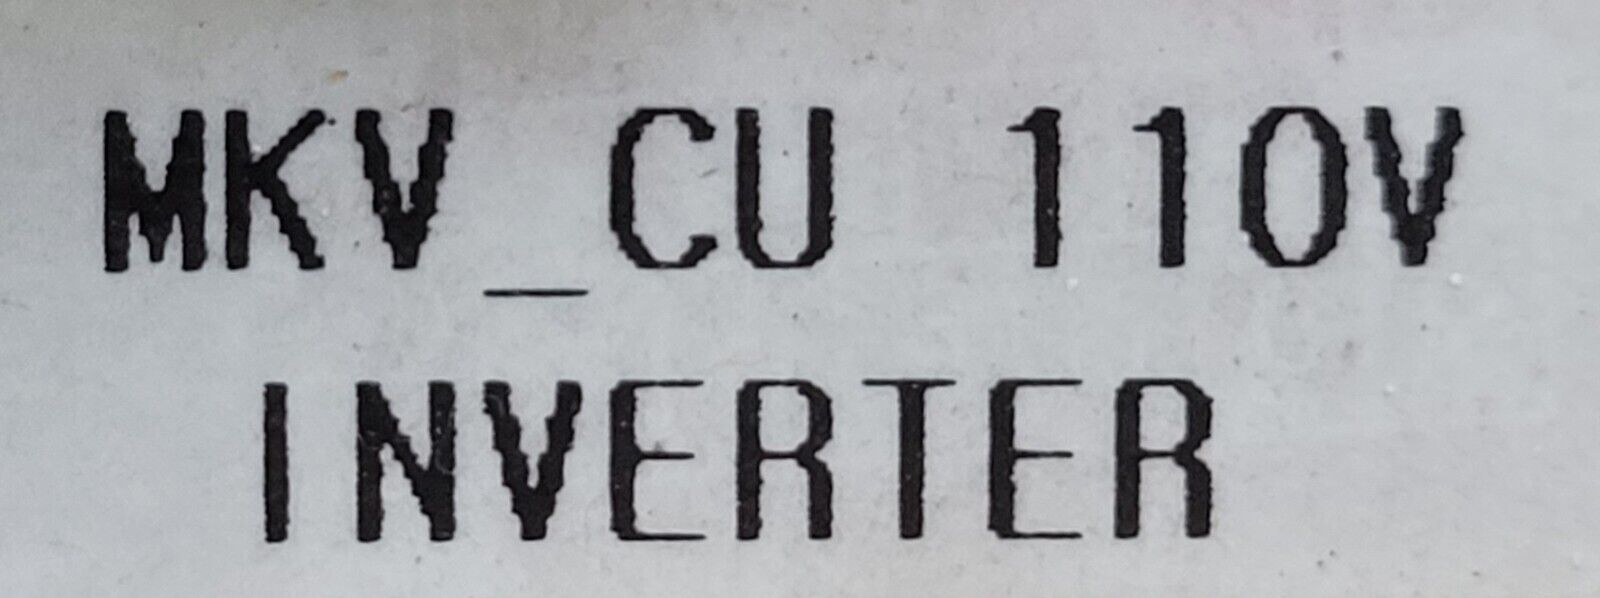 MKV_CU 110V
INVERTER